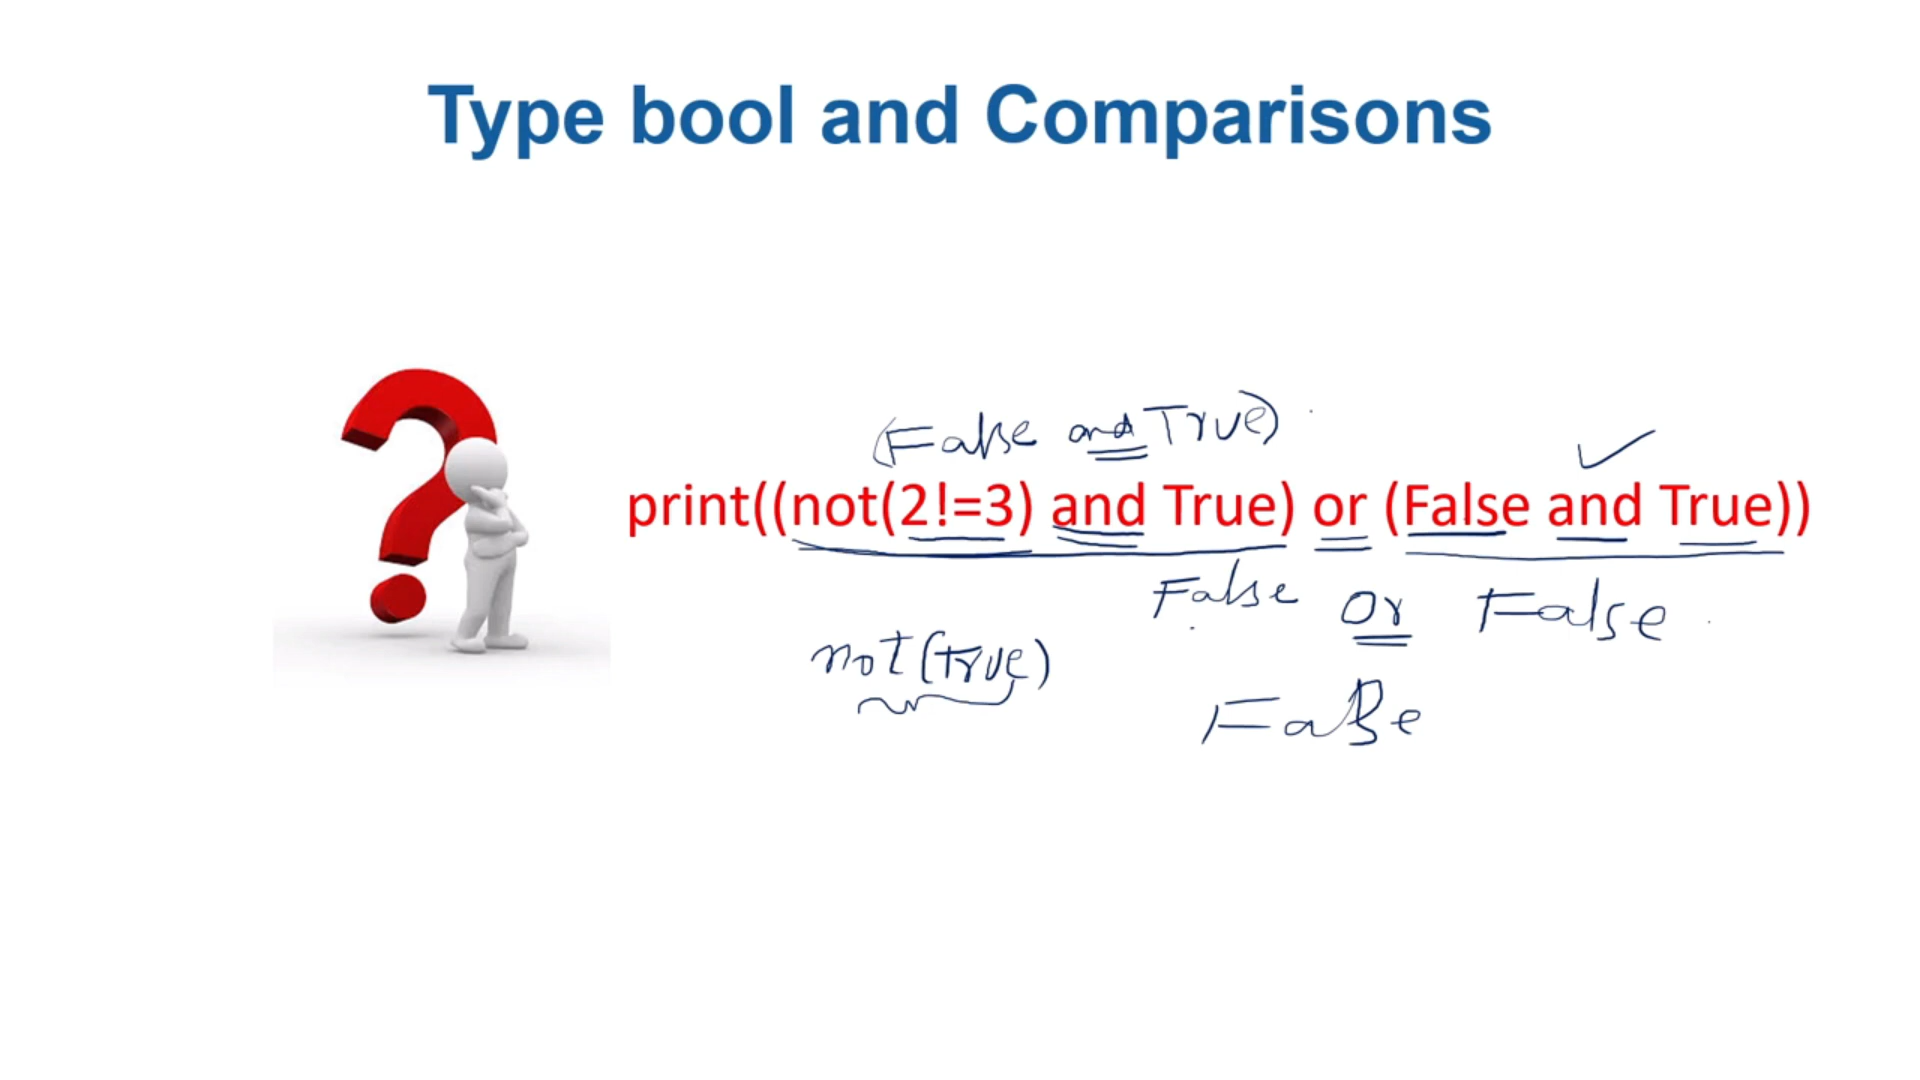 Type bool and Comparisons
(False and True)
print((not(2!=3) and True) or (False and True))
False or False
not(true)
False